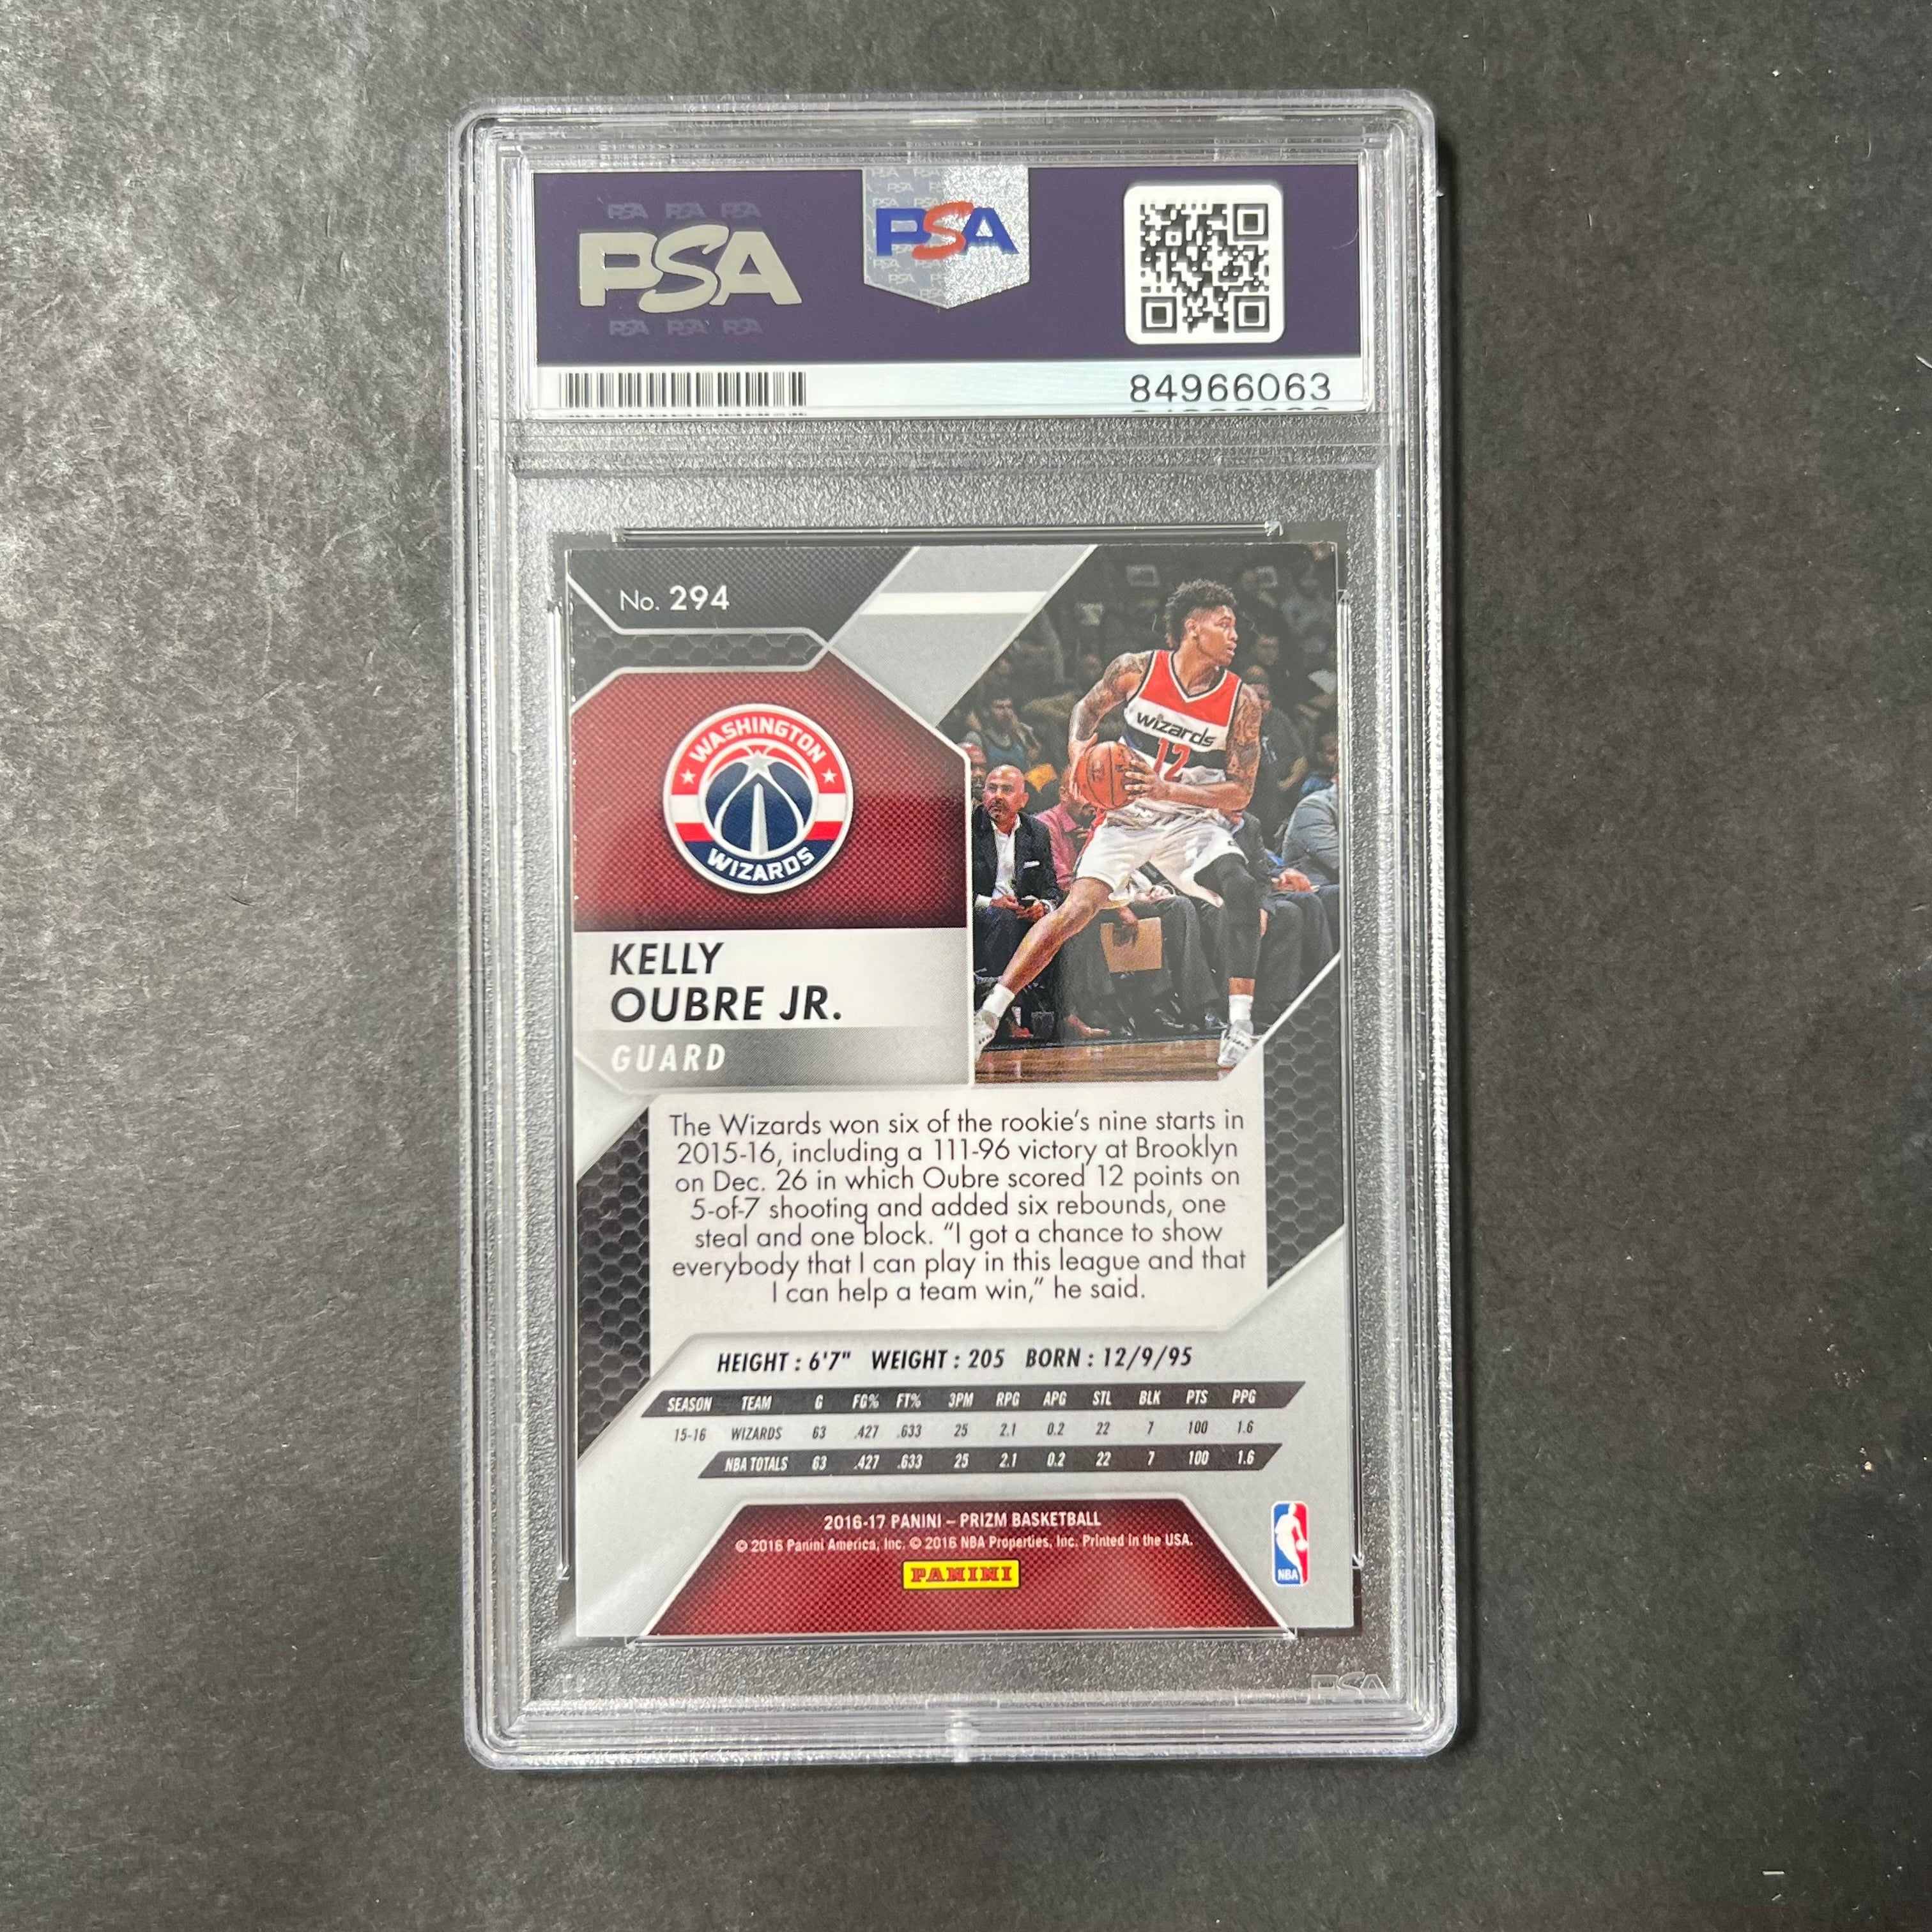 PSA PSA PSA
PSA
PSA PSA PSA
PSA
84966063
No. 294
WASHINGTON
WIZARDS
wizards
12
KELLY
OUBRE JR.
GUARD
The Wizards won six of the rookie's nine starts in
2015-16, including a 111-96 victory at Brooklyn
on Dec. 26 in which Oubre scored 12 points on
5-of-7 shooting and added six rebounds, one
steal and one block. "I got a chance to show
everybody that I can play in this league and that
I can help a team win," he said.
HEIGHT : 6'7" WEIGHT : 205 BORN : 12/9/95
SEASON TEAM G FG% FT% 3PM RPG APG STL BLK PTS PPG
15-16 WIZARDS 63 .427 .633 25 2.1 0.2 22 7 100 1.6
NBA TOTALS 63 .427 .633 25 2.1 0.2 22 7 100 1.6
2016-17 PANINI – PRIZM BASKETBALL
© 2016 Panini America, Inc. © 2016 NBA Properties, Inc. Printed in the USA.
PANINI
NBA
PSA